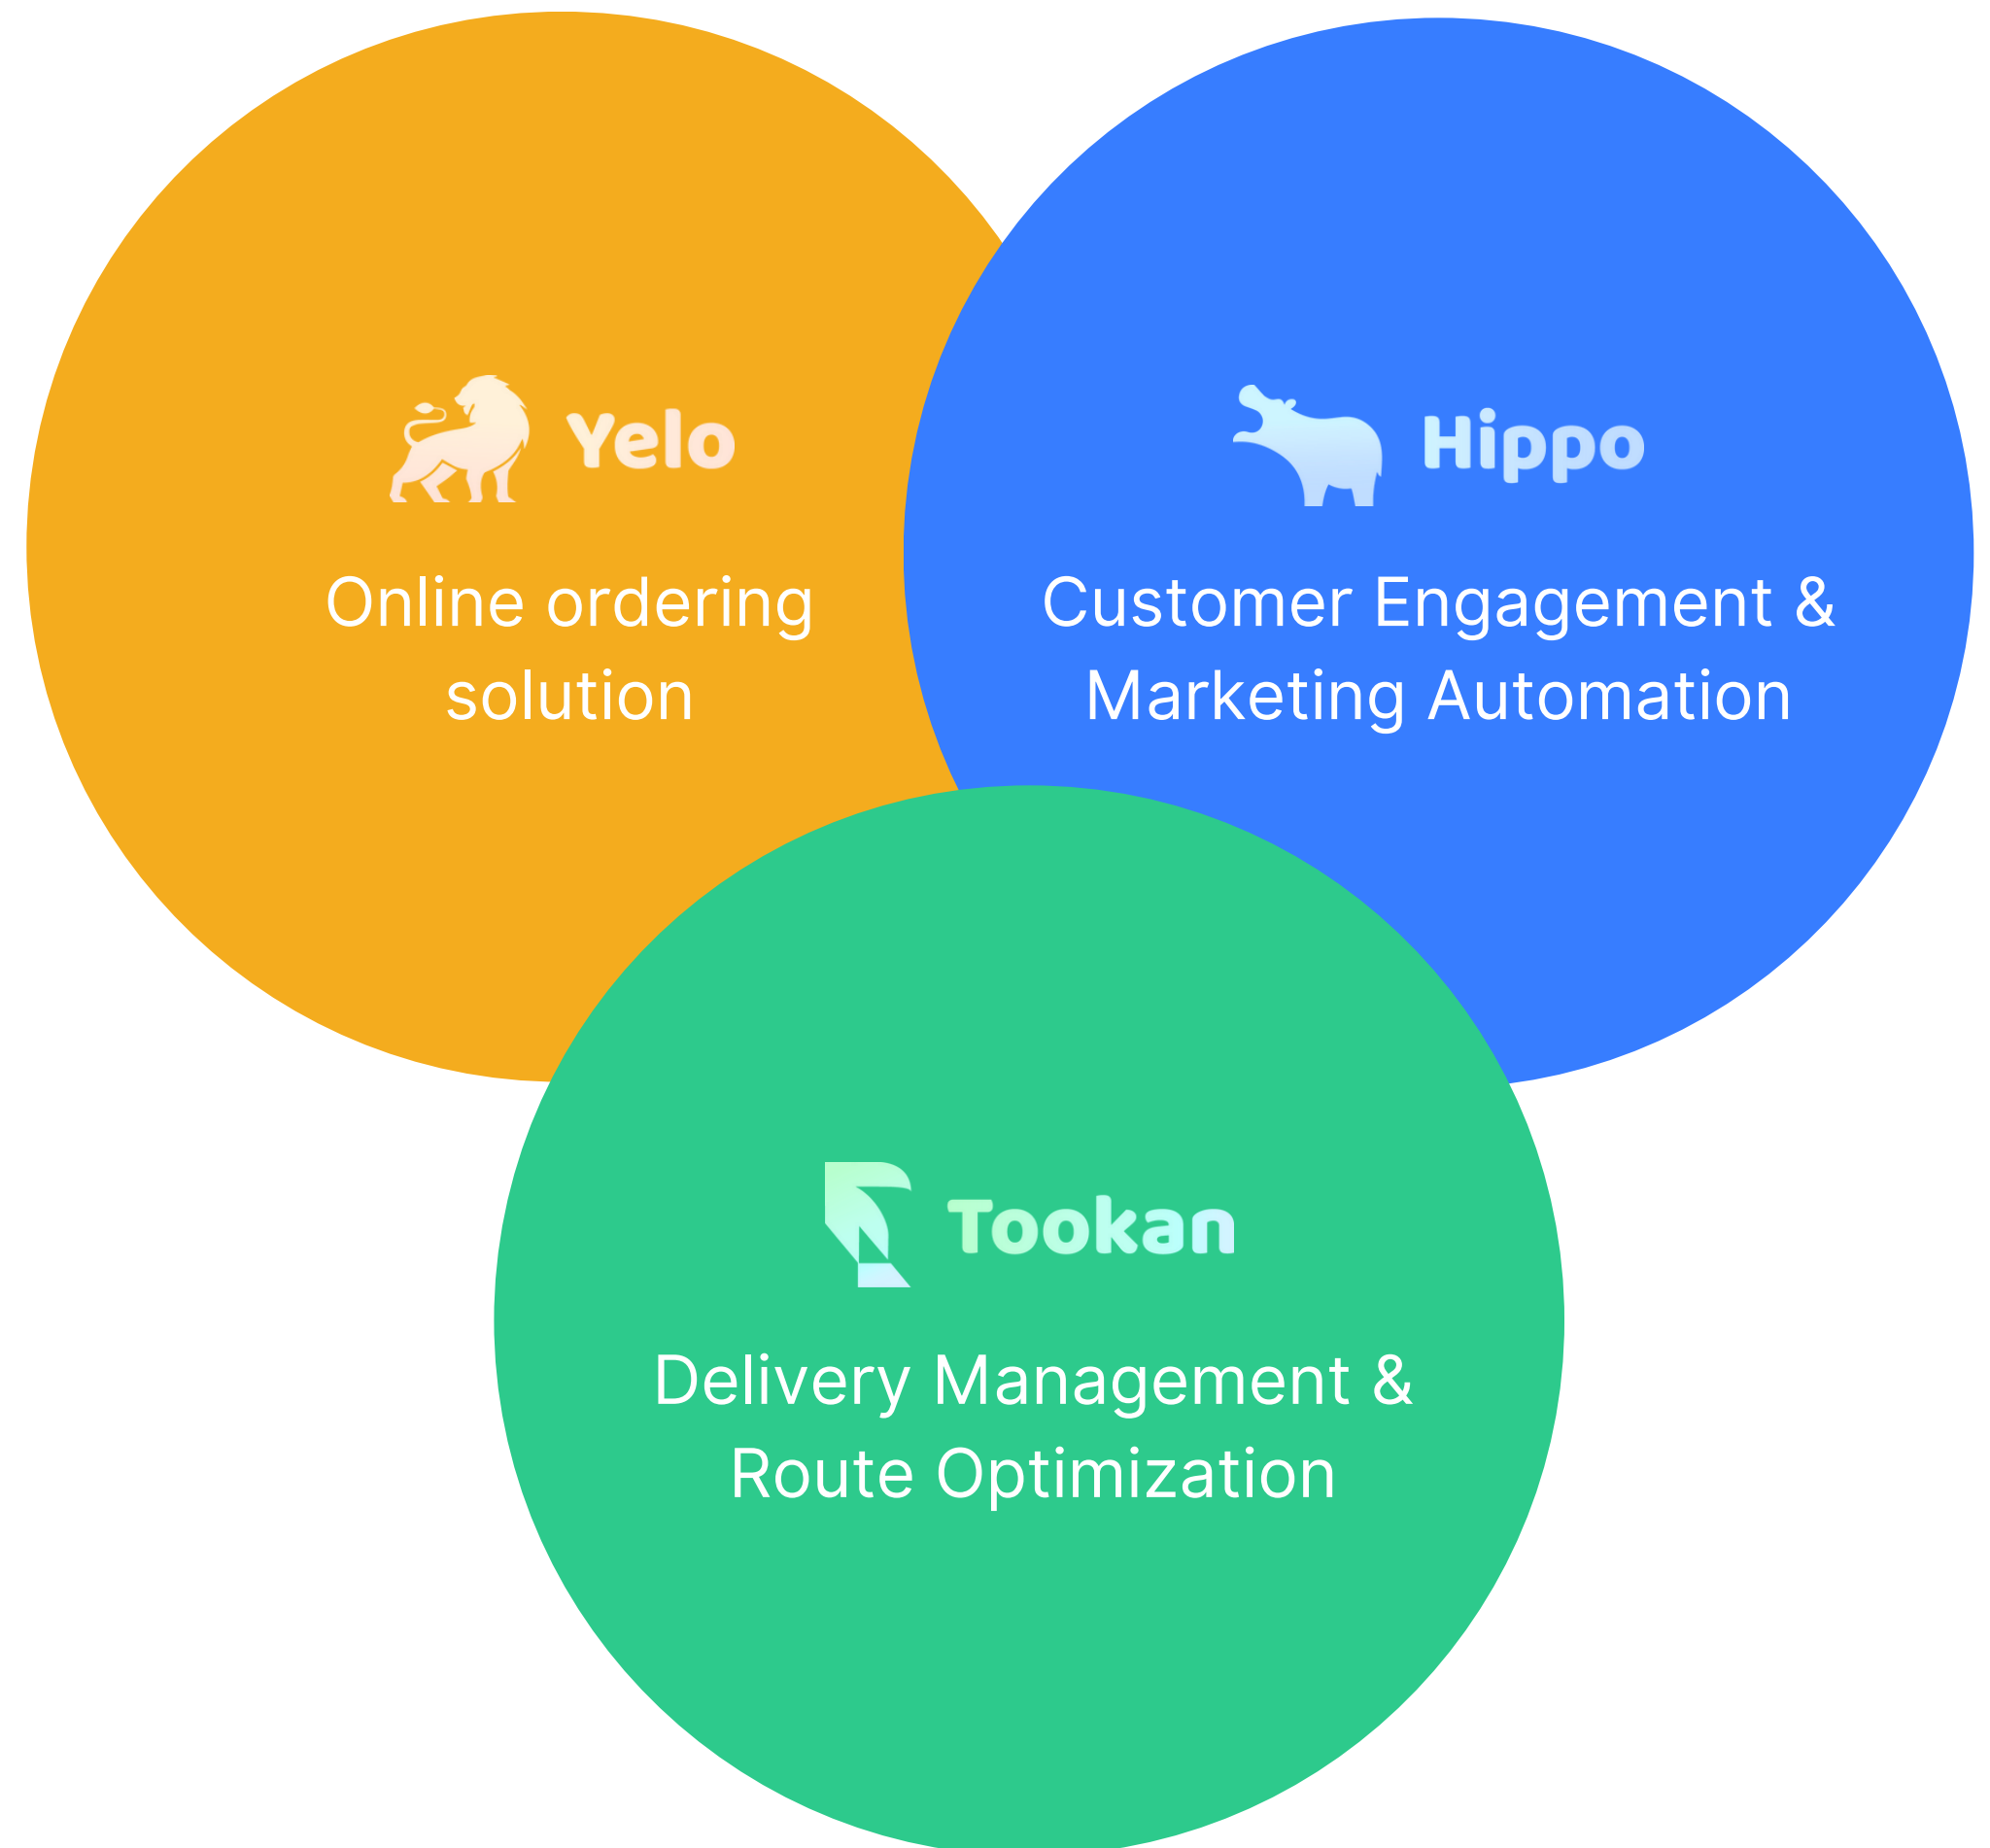 Yelo
Online ordering
solution
Hippo
Customer Engagement &
Marketing Automation
Tookan
Delivery Management &
Route Optimization